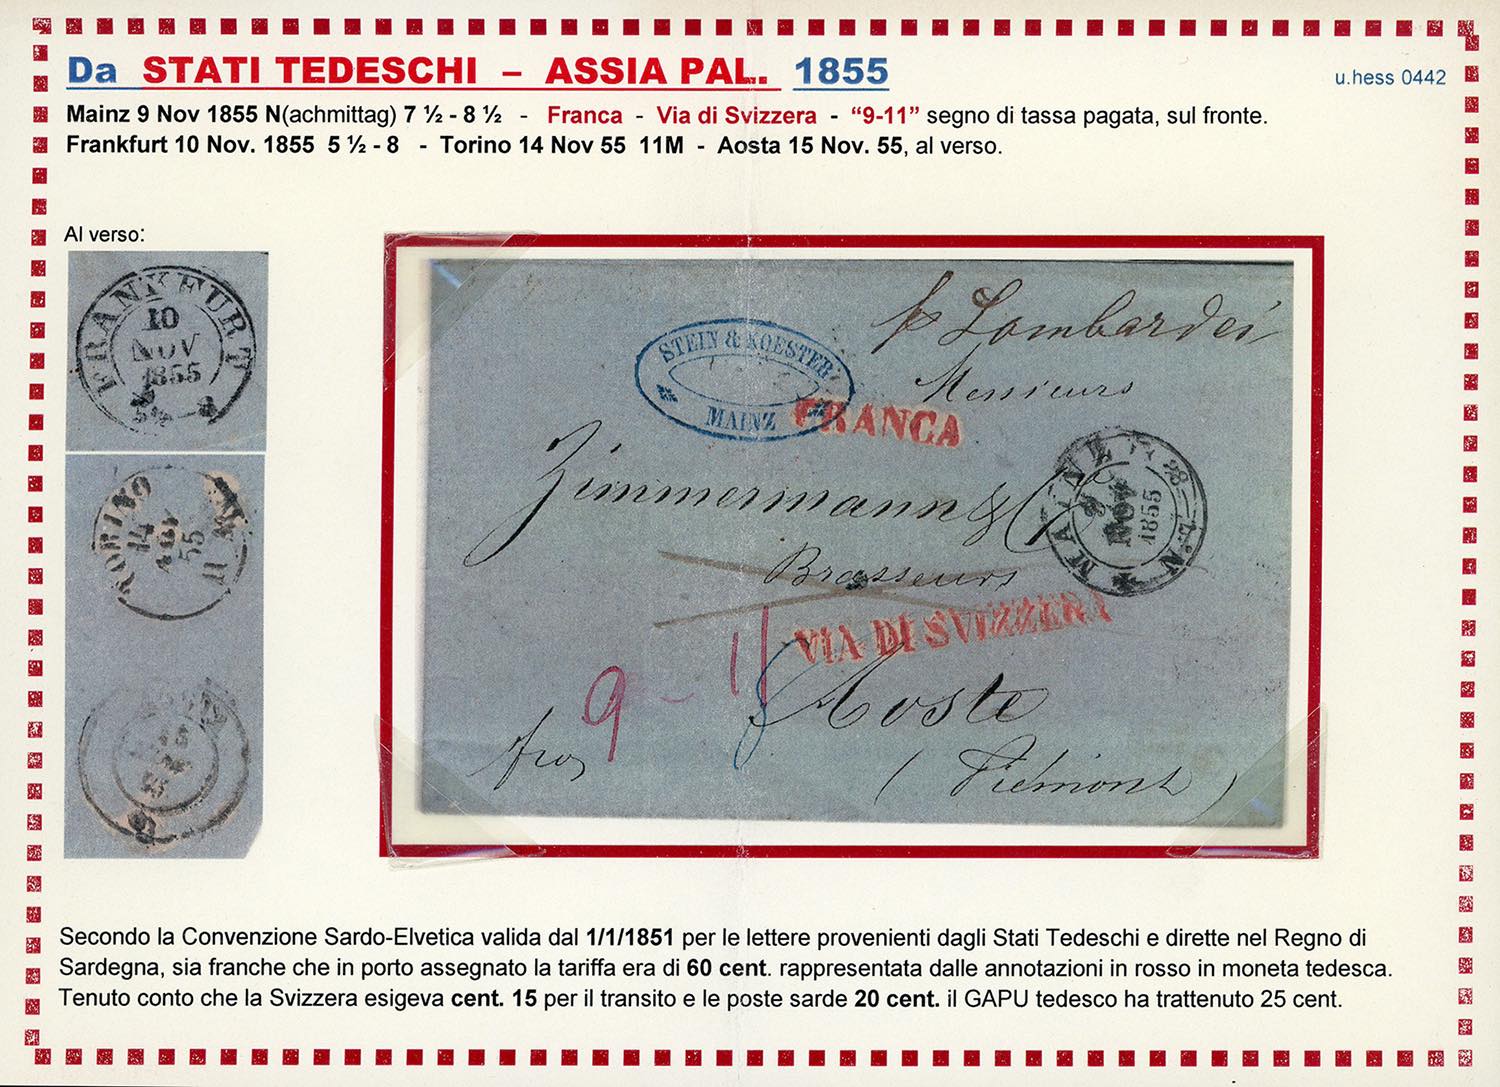 Da STATI TEDESCHI – ASSIA PAL. 1855
u.hess 0442
Mainz 9 Nov 1855 N(achmittag) 7 ½ - 8 ½ - Franca - Via di Svizzera - “9-11” segno di tassa pagata, sul fronte.
Frankfurt 10 Nov. 1855 5 ½ - 8 - Torino 14 Nov 55 11M - Aosta 15 Nov. 55, al verso.
Al verso:
FRANKFURT
10
NOV
1855
TORINO
14
55
11 M
p Lombardei
STEIN & KOESTER
MAINZ
Messieurs
FRANCA
Zimmermann & Co
MAINZ
9
NOV
1855
Brasseurs
VIA DI SVIZZERA
9 - 11
Aoste
fro
( Piemont )
Secondo la Convenzione Sardo-Elvetica valida dal 1/1/1851 per le lettere provenienti dagli Stati Tedeschi e dirette nel Regno di
Sardegna, sia franche che in porto assegnato la tariffa era di 60 cent. rappresentata dalle annotazioni in rosso in moneta tedesca.
Tenuto conto che la Svizzera esigeva cent. 15 per il transito e le poste sarde 20 cent. il GAPU tedesco ha trattenuto 25 cent.